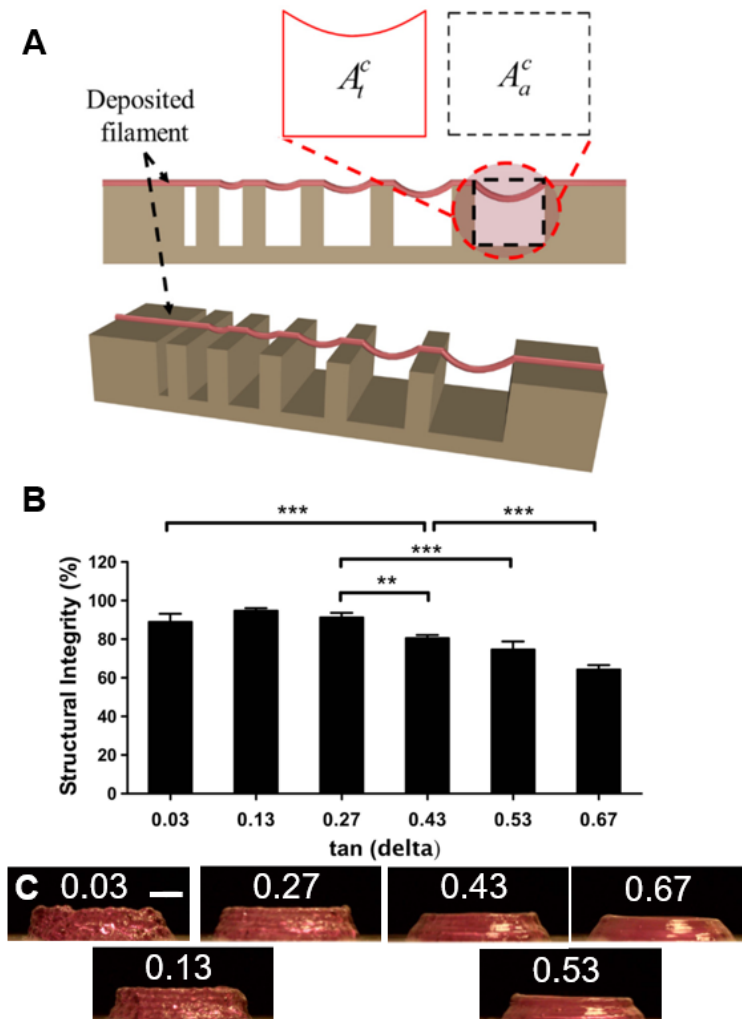 A
Deposited
filament
A_t^c
A_a^c
B
***
***
***
**
Structural Integrity (%)
120
100
80
60
40
20
0
0.03 0.13 0.27 0.43 0.53 0.67
tan (delta)
C 0.03 0.27 0.43 0.67
0.13 0.53